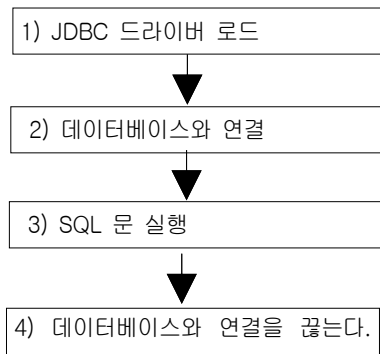 1) JDBC 드라이버 로드
2) 데이터베이스와 연결
3) SQL 문 실행
4) 데이터베이스와 연결을 끊는다.